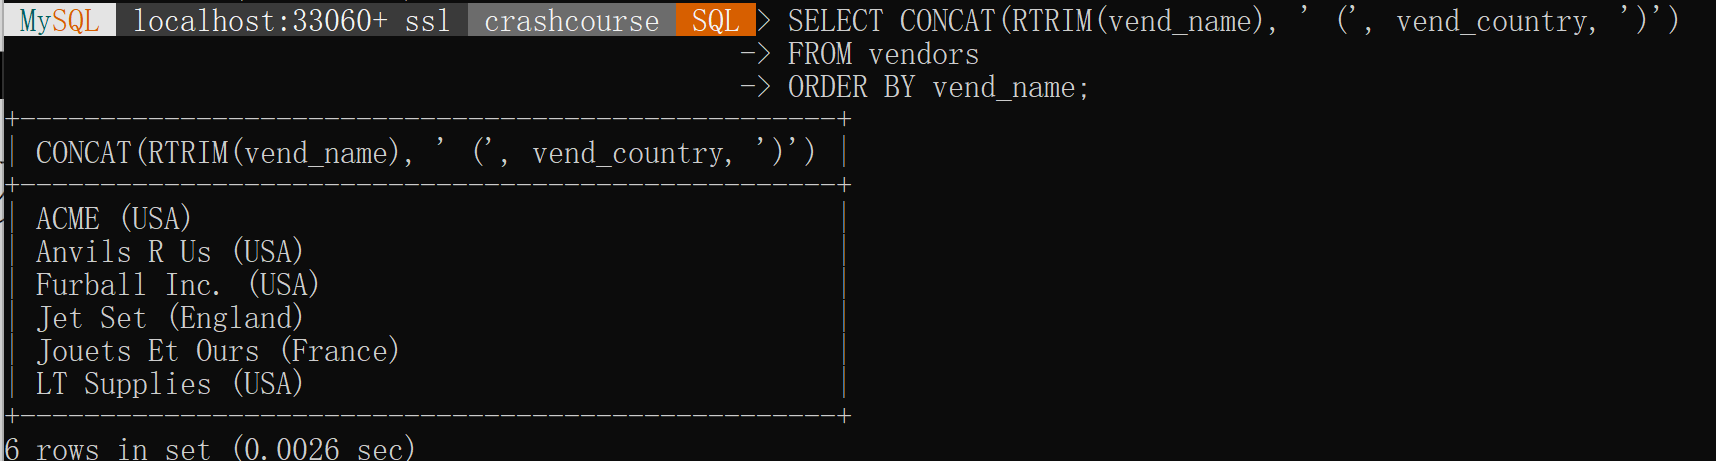 MySQL localhost:33060+ ssl crashcourse SQL > SELECT CONCAT(RTRIM(vend_name), ' (', vend_country, ')')
-> FROM vendors
-> ORDER BY vend_name;
+---------------------------------------------------+
| CONCAT(RTRIM(vend_name), ' (', vend_country, ')') |
+---------------------------------------------------+
| ACME (USA) |
| Anvils R Us (USA) |
| Furball Inc. (USA) |
| Jet Set (England) |
| Jouets Et Ours (France) |
| LT Supplies (USA) |
+---------------------------------------------------+
6 rows in set (0.0026 sec)